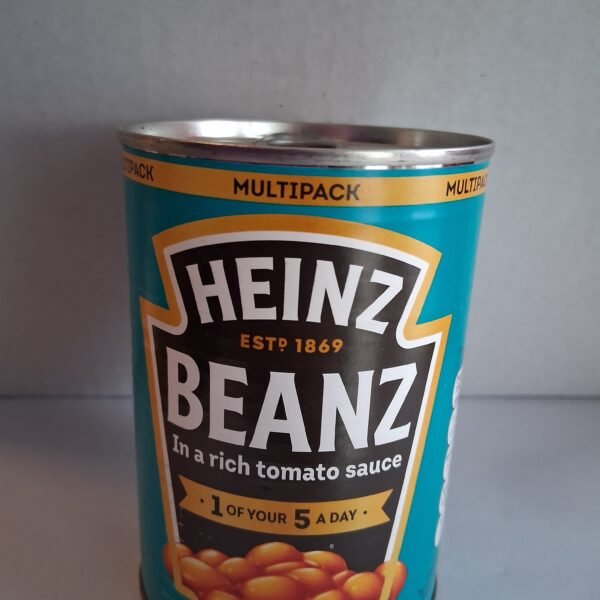 MULTIPACK
HEINZ
ESTD 1869
BEANZ
In a rich tomato sauce
· 1 OF YOUR 5 A DAY ·